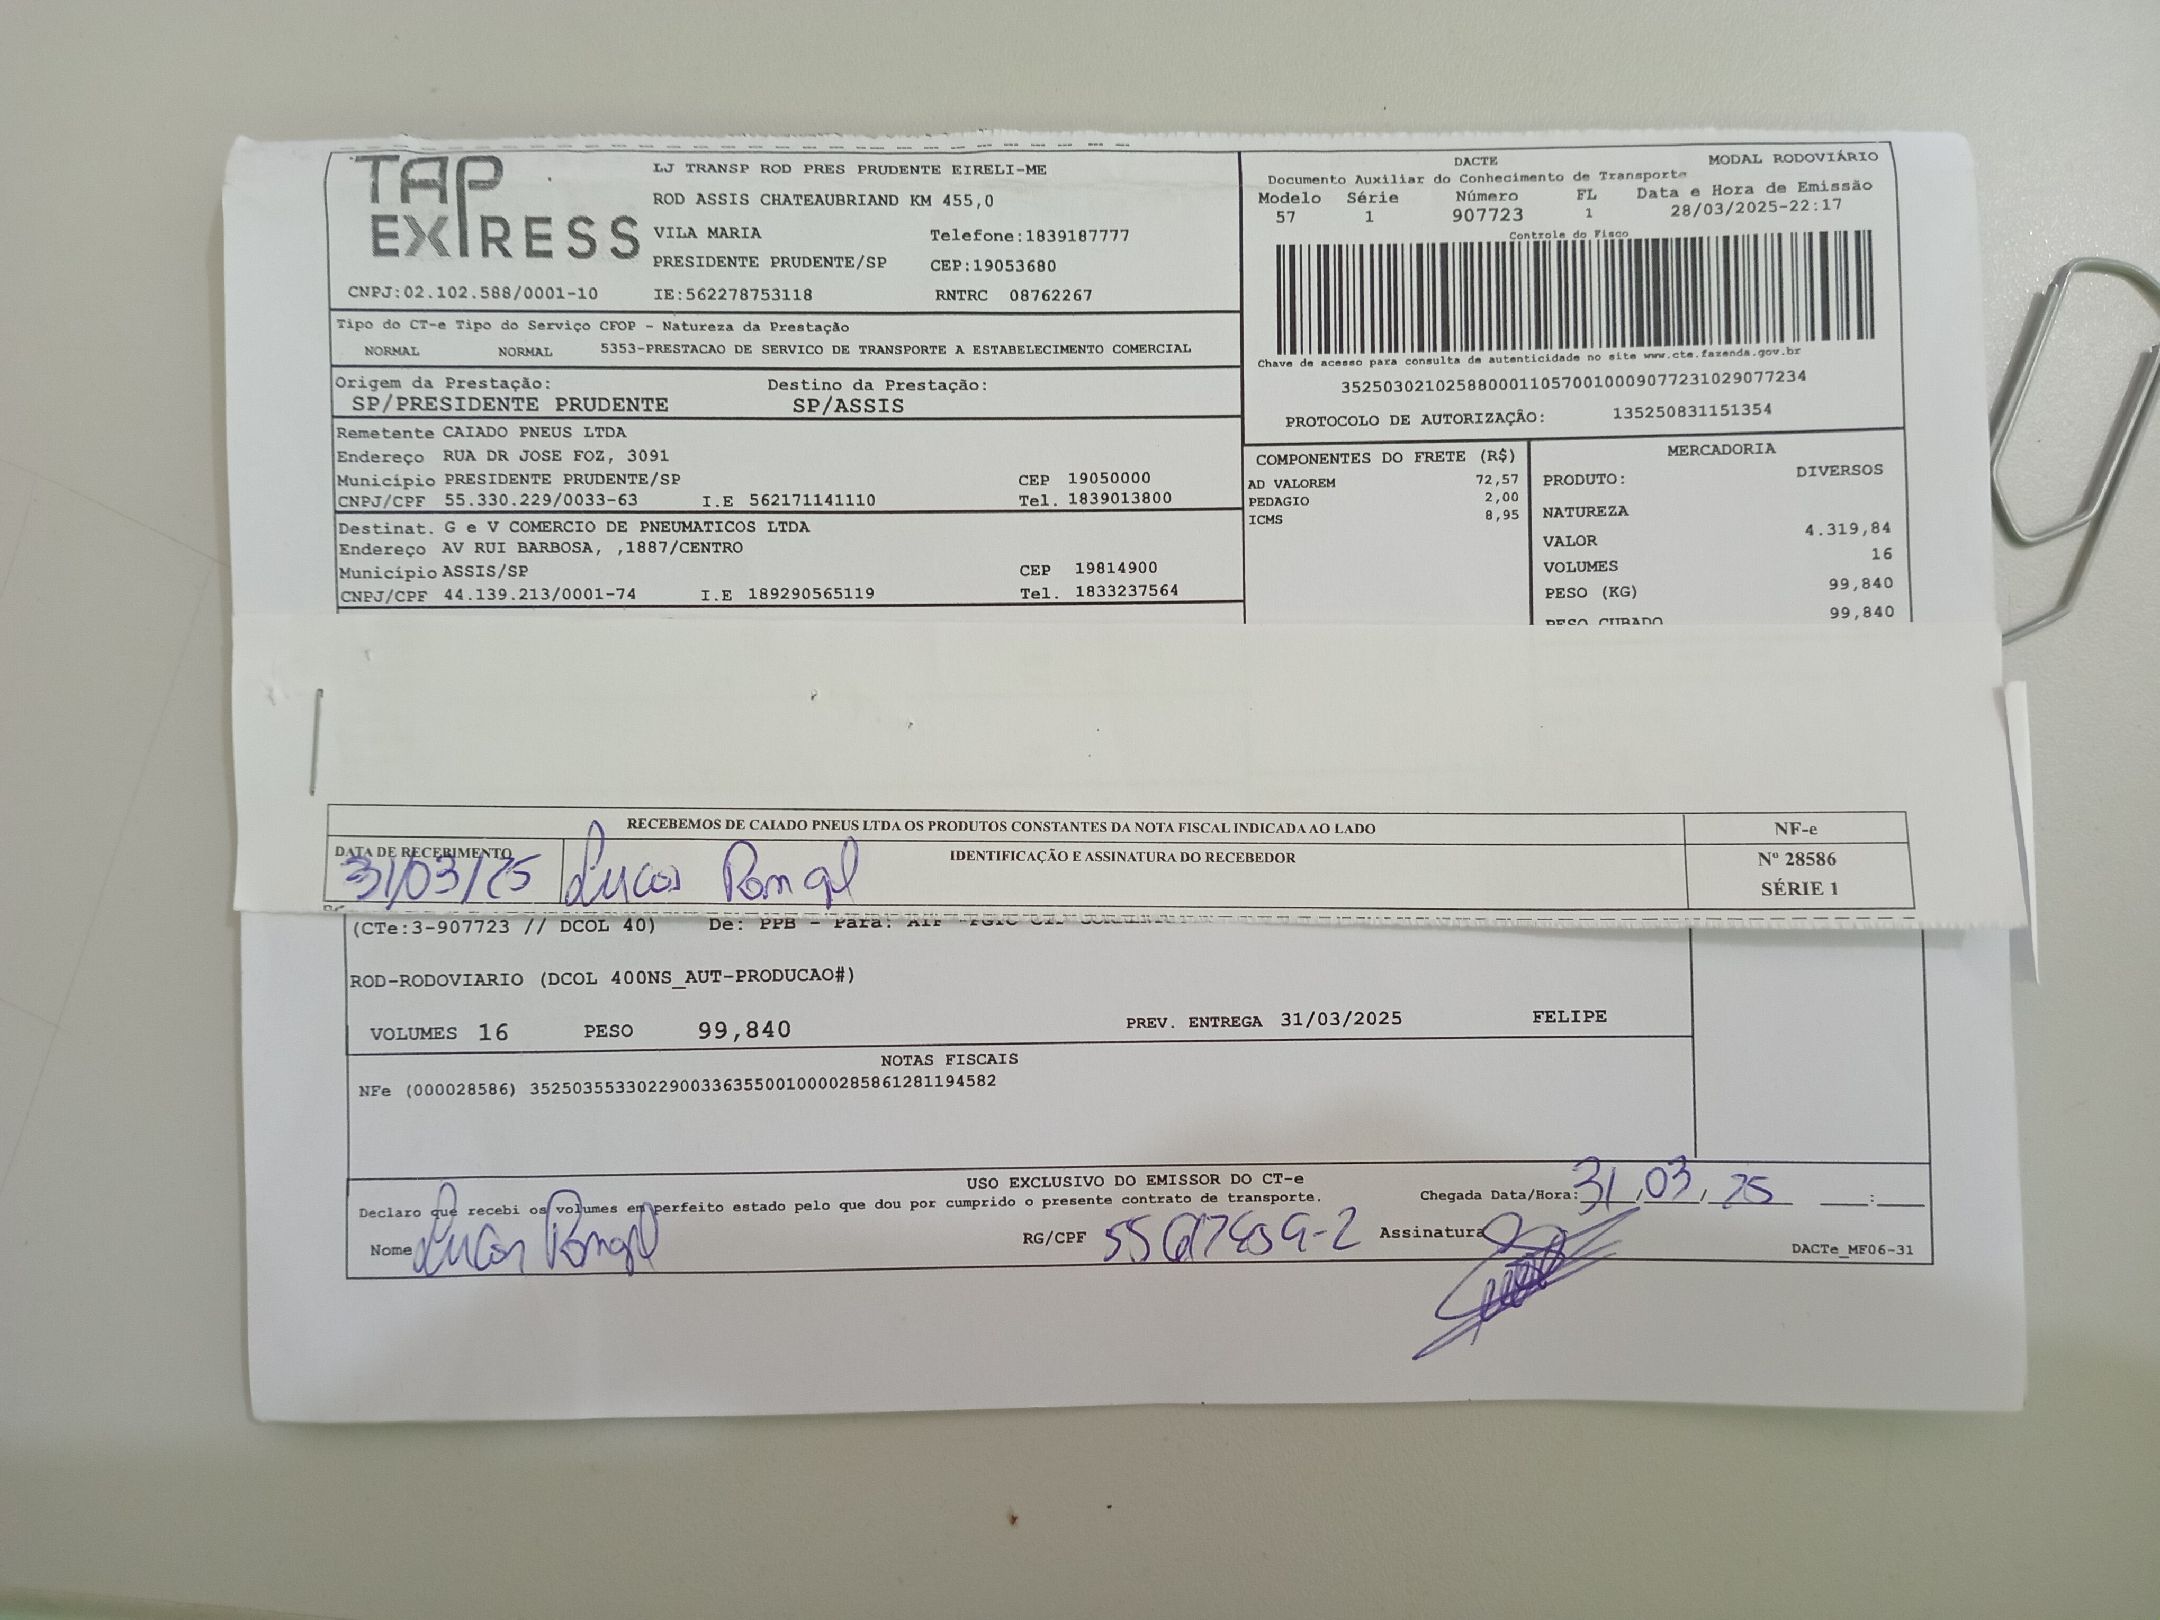 TAP EXPRESS
LJ TRANSP ROD PRES PRUDENTE EIRELI-ME
ROD ASSIS CHATEAUBRIAND KM 455,0
VILA MARIA Telefone:1839187777
PRESIDENTE PRUDENTE/SP CEP:19053680
CNPJ:02.102.588/0001-10 IE:562278753118 RNTRC 08762267
DACTE MODAL RODOVIÁRIO
Documento Auxiliar do Conhecimento de Transporte
Modelo Série Número FL Data e Hora de Emissão
57 1 907723 1 28/03/2025-22:17
Controle do Fisco
Chave de acesso para consulta de autenticidade no site www.cte.fazenda.gov.br
35250302102588000110570010009077231029077234
PROTOCOLO DE AUTORIZAÇÃO: 135250831151354
Tipo do CT-e Tipo do Serviço CFOP - Natureza da Prestação
NORMAL NORMAL 5353-PRESTACAO DE SERVICO DE TRANSPORTE A ESTABELECIMENTO COMERCIAL
Origem da Prestação: Destino da Prestação:
SP/PRESIDENTE PRUDENTE SP/ASSIS
Remetente CAIADO PNEUS LTDA
Endereço RUA DR JOSE FOZ, 3091
Município PRESIDENTE PRUDENTE/SP CEP 19050000
CNPJ/CPF 55.330.229/0033-63 I.E 562171141110 Tel. 1839013800
Destinat. G e V COMERCIO DE PNEUMATICOS LTDA
Endereço AV RUI BARBOSA, ,1887/CENTRO
Município ASSIS/SP CEP 19814900
CNPJ/CPF 44.139.213/0001-74 I.E 189290565119 Tel. 1833237564
COMPONENTES DO FRETE (R$)
AD VALOREM 72,57
PEDAGIO 2,00
ICMS 8,95
MERCADORIA
PRODUTO: DIVERSOS
NATUREZA
VALOR 4.319,84
VOLUMES 16
PESO (KG) 99,840
PESO CUBADO 99,840
RECEBEMOS DE CAIADO PNEUS LTDA OS PRODUTOS CONSTANTES DA NOTA FISCAL INDICADA AO LADO
DATA DE RECEBIMENTO IDENTIFICAÇÃO E ASSINATURA DO RECEBEDOR
31/03/25 Lucas Rangel
NF-e
Nº 28586
SÉRIE 1
(CTe:3-907723 // DCOL 40) De: PPB - Para:
ROD-RODOVIARIO (DCOL 400NS_AUT-PRODUCAO#)
VOLUMES 16 PESO 99,840 PREV. ENTREGA 31/03/2025 FELIPE
NOTAS FISCAIS
NFe (000028586) 35250355330229003363550010000285861281194582
USO EXCLUSIVO DO EMISSOR DO CT-e
Declaro que recebi os volumes em perfeito estado pelo que dou por cumprido o presente contrato de transporte. Chegada Data/Hora: 31/03/25 __:__
Nome Lucas Rangel RG/CPF Assinatura
DACTe_MF06-31